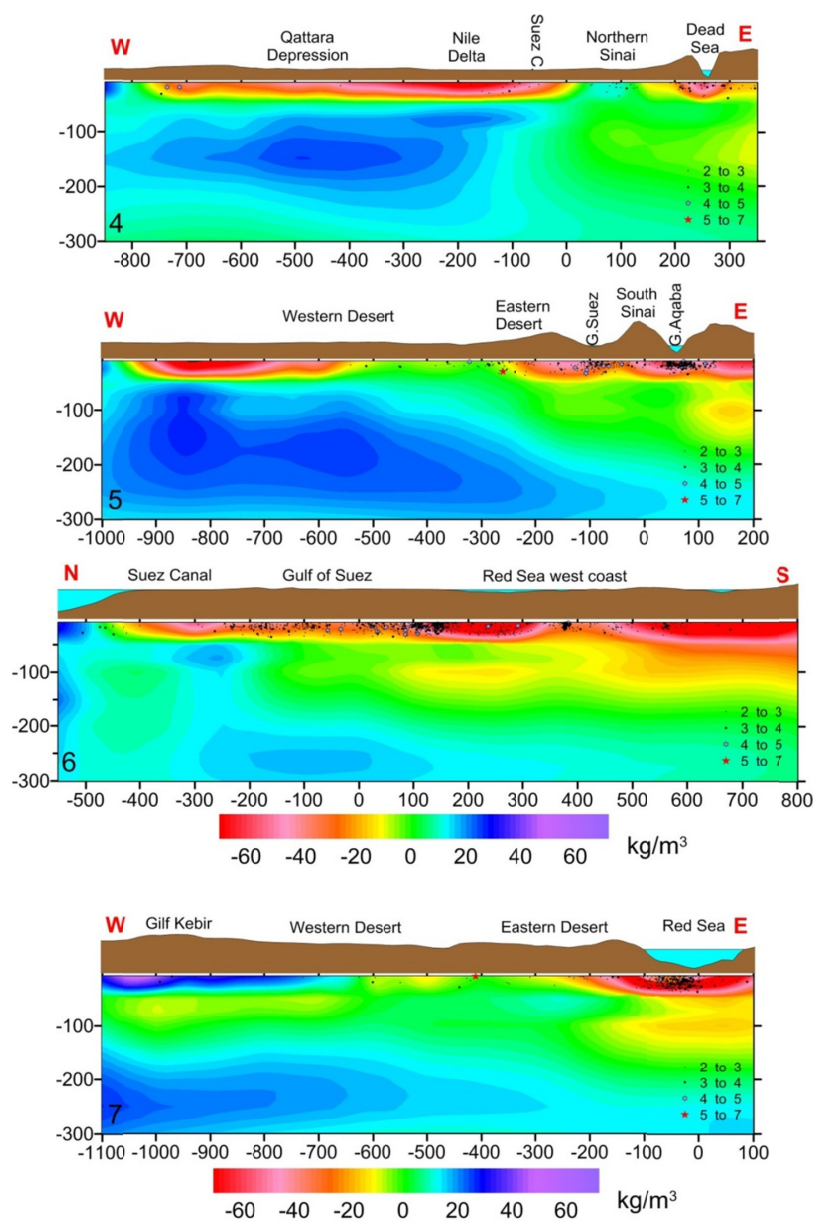 W
Qattara
Depression
Nile
Delta
Suez C
Northern
Sinai
Dead
Sea
E
-100
-200
-300
4
2 to 3
3 to 4
4 to 5
5 to 7
-800 -700 -600 -500 -400 -300 -200 -100 0 100 200 300
W
Western Desert
Eastern
Desert
G.Suez
South
Sinai
G.Aqaba
E
-100
-200
-300
5
2 to 3
3 to 4
4 to 5
5 to 7
-1000 -900 -800 -700 -600 -500 -400 -300 -200 -100 0 100 200
N
Suez Canal
Gulf of Suez
Red Sea west coast
S
-100
-200
-300
6
2 to 3
3 to 4
4 to 5
5 to 7
-500 -400 -300 -200 -100 0 100 200 300 400 500 600 700 800
-60 -40 -20 0 20 40 60
kg/m³
W
Gilf Kebir
Western Desert
Eastern Desert
Red Sea
E
-100
-200
-300
7
2 to 3
3 to 4
4 to 5
5 to 7
-1100 -1000 -900 -800 -700 -600 -500 -400 -300 -200 -100 0 100
-60 -40 -20 0 20 40 60
kg/m³